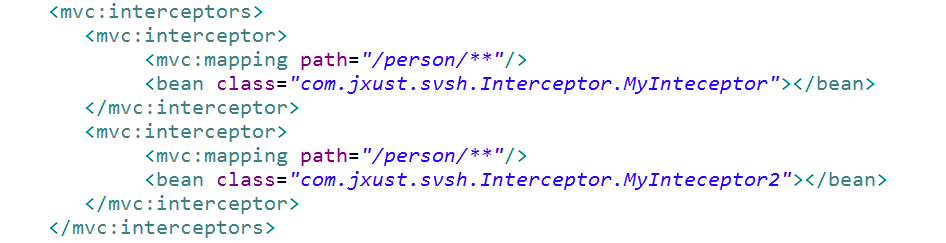 <mvc:interceptors>
<mvc:interceptor>
<mvc:mapping path="/person/**"/>
<bean class="com.jxust.svsh.Interceptor.MyInteceptor"></bean>
</mvc:interceptor>
<mvc:interceptor>
<mvc:mapping path="/person/**"/>
<bean class="com.jxust.svsh.Interceptor.MyInteceptor2"></bean>
</mvc:interceptor>
</mvc:interceptors>